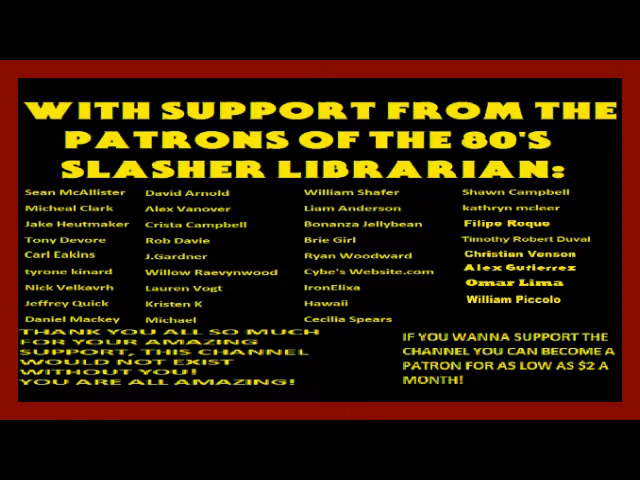 WITH SUPPORT FROM THE
PATRONS OF THE 80'S
SLASHER LIBRARIAN:
Sean McAllister
Micheal Clark
Jake Heutmaker
Tony Devore
Carl Eakins
tyrone kinard
Nick Velkavrh
Jeffrey Quick
Daniel Mackey
David Arnold
Alex Vanover
Crista Campbell
Rob Davie
J.Gardner
Willow Raevynwood
Lauren Vogt
Kristen K
Michael
William Shafer
Liam Anderson
Bonanza Jellybean
Brie Girl
Ryan Woodward
Cybe's Website.com
IronElixa
Hawaii
Cecilia Spears
Shawn Campbell
kathryn mcleer
Filipe Roque
Timothy Robert Duval
Christian Venson
Alex Gutierrez
Omar Lima
William Piccolo
THANK YOU ALL SO MUCH
FOR YOUR AMAZING
SUPPORT, THIS CHANNEL
WOULD NOT EXIST
WITHOUT YOU!
YOU ARE ALL AMAZING!
IF YOU WANNA SUPPORT THE
CHANNEL YOU CAN BECOME A
PATRON FOR AS LOW AS $2 A
MONTH!